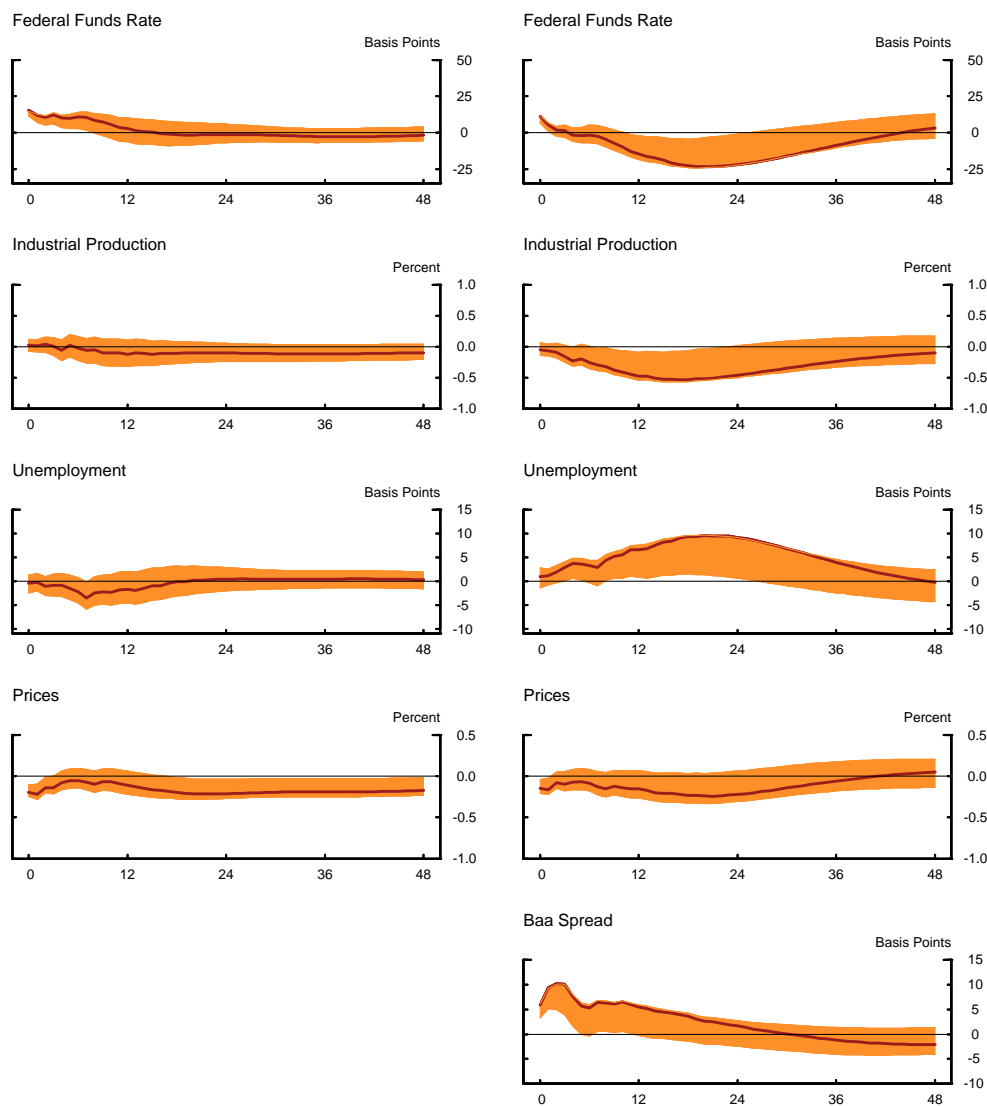 Federal Funds Rate
Basis Points
50
25
0
-25
0 12 24 36 48
Federal Funds Rate
Basis Points
50
25
0
-25
0 12 24 36 48
Industrial Production
Percent
1.0
0.5
0.0
-0.5
-1.0
0 12 24 36 48
Industrial Production
Percent
1.0
0.5
0.0
-0.5
-1.0
0 12 24 36 48
Unemployment
Basis Points
15
10
5
0
-5
-10
0 12 24 36 48
Unemployment
Basis Points
15
10
5
0
-5
-10
0 12 24 36 48
Prices
Percent
0.5
0.0
-0.5
-1.0
0 12 24 36 48
Prices
Percent
0.5
0.0
-0.5
-1.0
0 12 24 36 48
Baa Spread
Basis Points
15
10
5
0
-5
-10
0 12 24 36 48